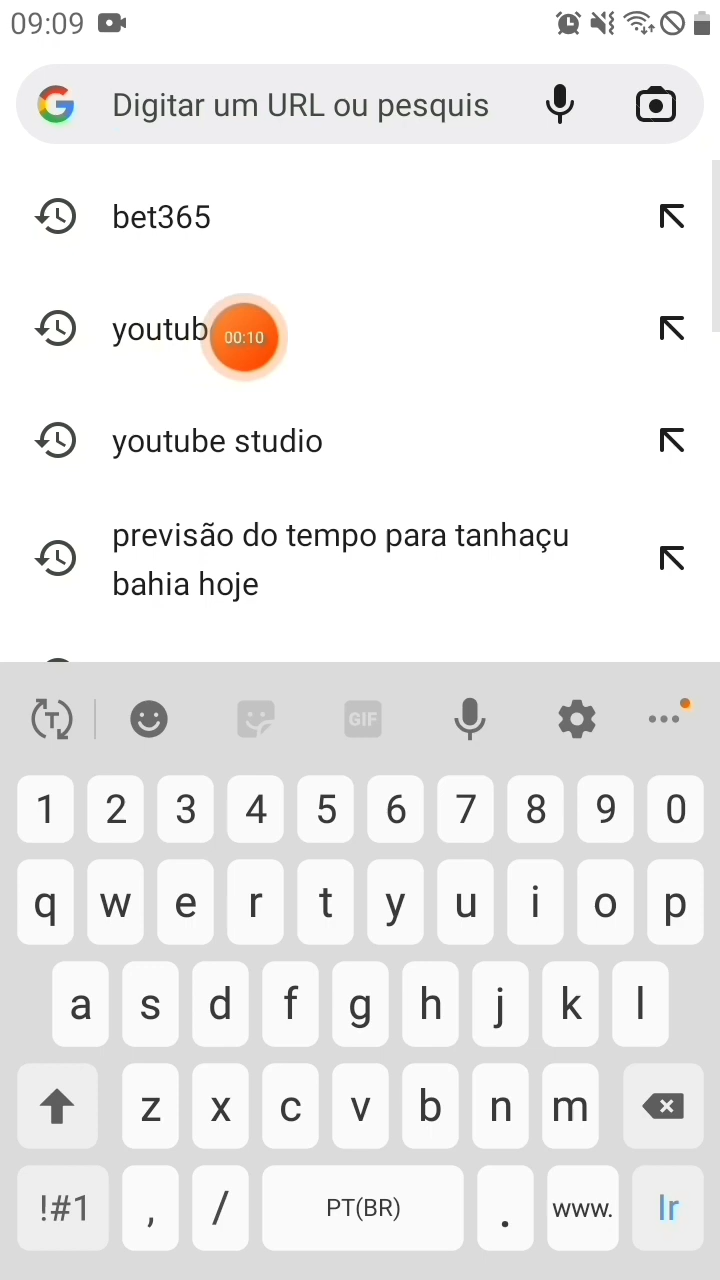 09:09
Digitar um URL ou pesquis
bet365
youtub
00:10
youtube studio
previsão do tempo para tanhaçu
bahia hoje
T
GIF
1 2 3 4 5 6 7 8 9 0
q w e r t y u i o p
a s d f g h j k l
z x c v b n m
!#1 , / PT(BR) . www. Ir